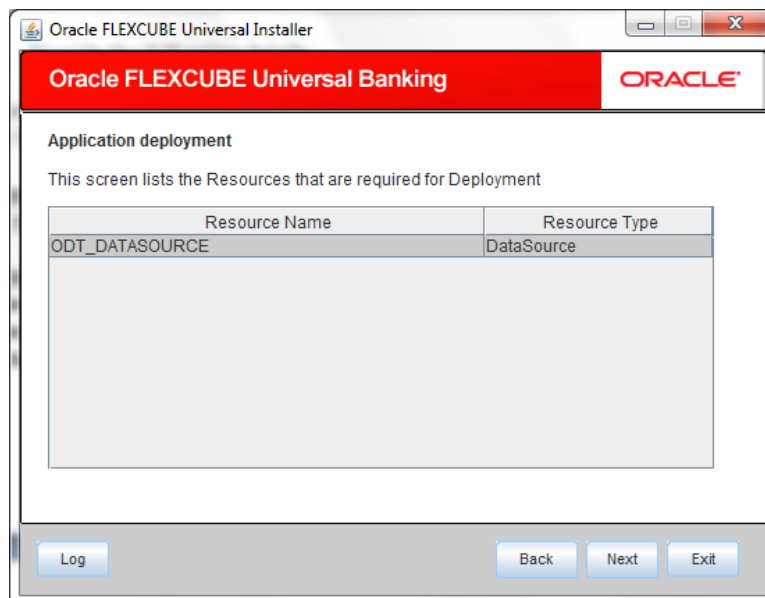 Oracle FLEXCUBE Universal Installer
Oracle FLEXCUBE Universal Banking
ORACLE
Application deployment
This screen lists the Resources that are required for Deployment
Resource Name Resource Type
ODT_DATASOURCE DataSource
Log Back Next Exit